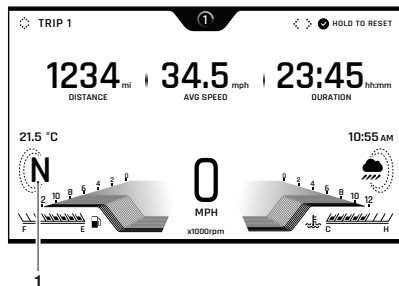 TRIP 1
1
HOLD TO RESET
1234 mi
DISTANCE
34.5 mph
AVG SPEED
23:45 hh:mm
DURATION
21.5 °C
10:55 AM
N
12 10 8 6 4 2 0
0 2 4 6 8 10 12
0
MPH
x1000rpm
F E
C H
1